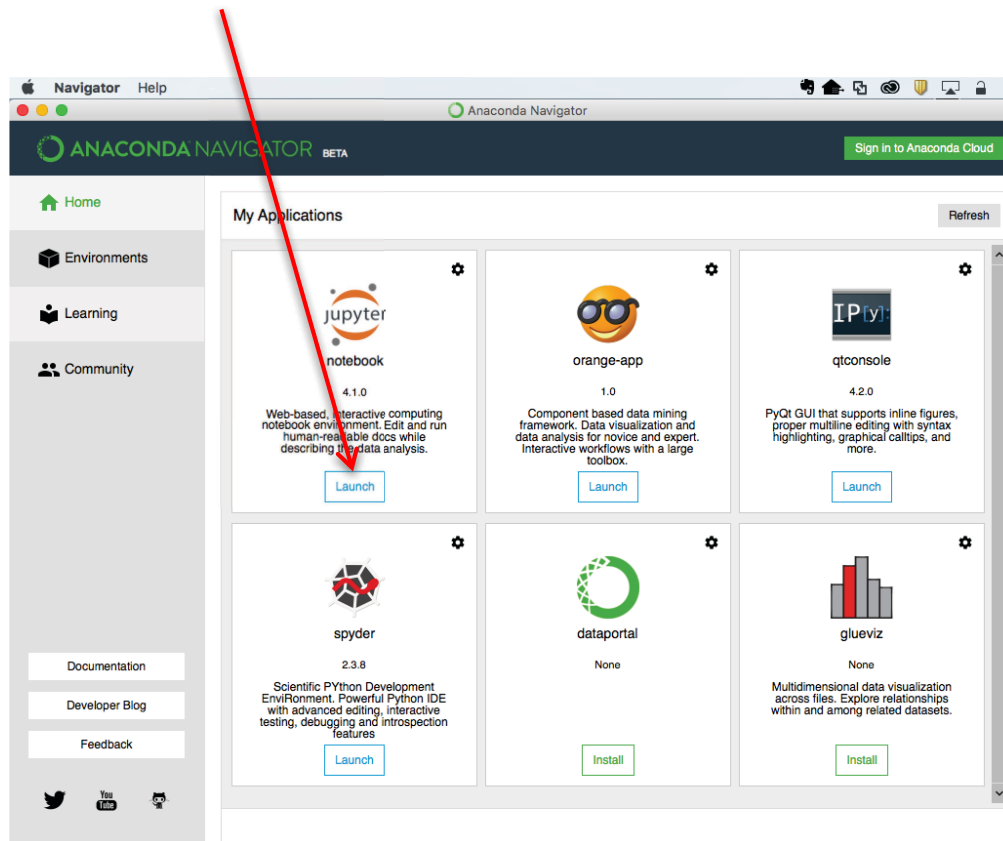 Navigator Help
Anaconda Navigator
ANACONDA NAVIGATOR BETA
Sign in to Anaconda Cloud
Home
Environments
Learning
Community
Documentation
Developer Blog
Feedback
You
Tube
My Applications
Refresh
jupyter
notebook
4.1.0
Web-based, interactive computing
notebook environment. Edit and run
human-readable docs while
describing the data analysis.
Launch
orange-app
1.0
Component based data mining
framework. Data visualization and
data analysis for novice and expert.
Interactive workflows with a large
toolbox.
Launch
IP[y]:
qtconsole
4.2.0
PyQt GUI that supports inline figures,
proper multiline editing with syntax
highlighting, graphical calltips, and
more.
Launch
spyder
2.3.8
Scientific PYthon Development
EnviRonment. Powerful Python IDE
with advanced editing, interactive
testing, debugging and introspection
features
Launch
dataportal
None
Install
glueviz
None
Multidimensional data visualization
across files. Explore relationships
within and among related datasets.
Install